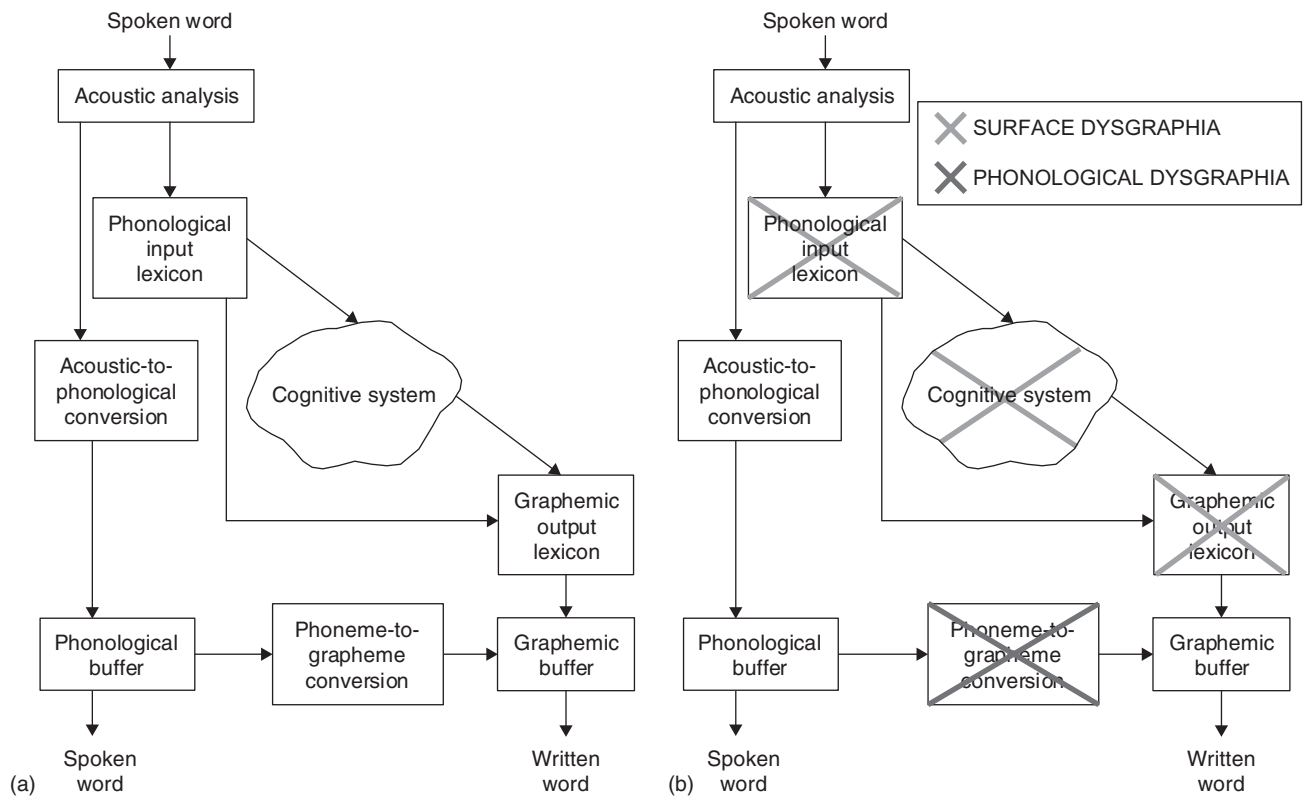 Spoken word
Acoustic analysis
Phonological
input
lexicon
Acoustic-to-
phonological
conversion
Cognitive system
Graphemic
output
lexicon
Phonological
buffer
Phoneme-to-
grapheme
conversion
Graphemic
buffer
(a)
Spoken
word
Written
word
Spoken word
Acoustic analysis
SURFACE DYSGRAPHIA
PHONOLOGICAL DYSGRAPHIA
Phonological
input
lexicon
Acoustic-to-
phonological
conversion
Cognitive system
Graphemic
output
lexicon
Phonological
buffer
Phoneme-to-
grapheme
conversion
Graphemic
buffer
(b)
Spoken
word
Written
word